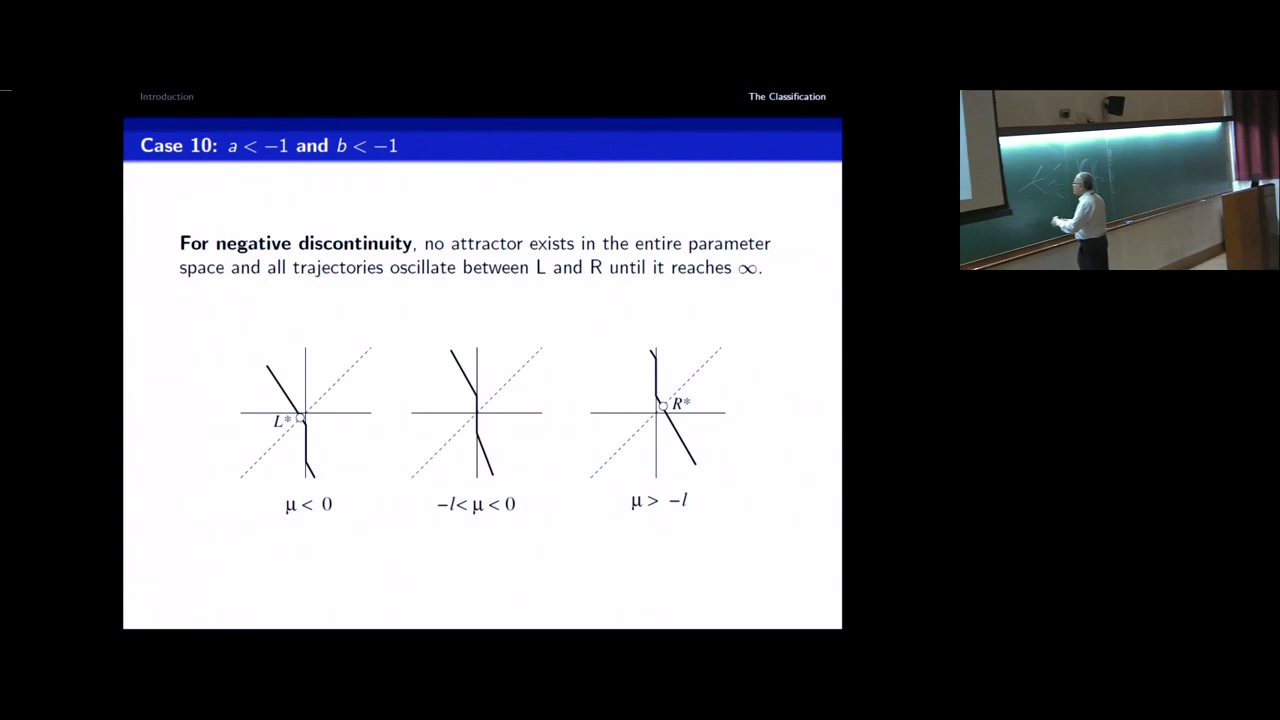 Introduction
The Classification
Case 10: a < −1 and b < −1
For negative discontinuity, no attractor exists in the entire parameter
space and all trajectories oscillate between L and R until it reaches ∞.
L*
R*
μ < 0
−l< μ < 0
μ > −l